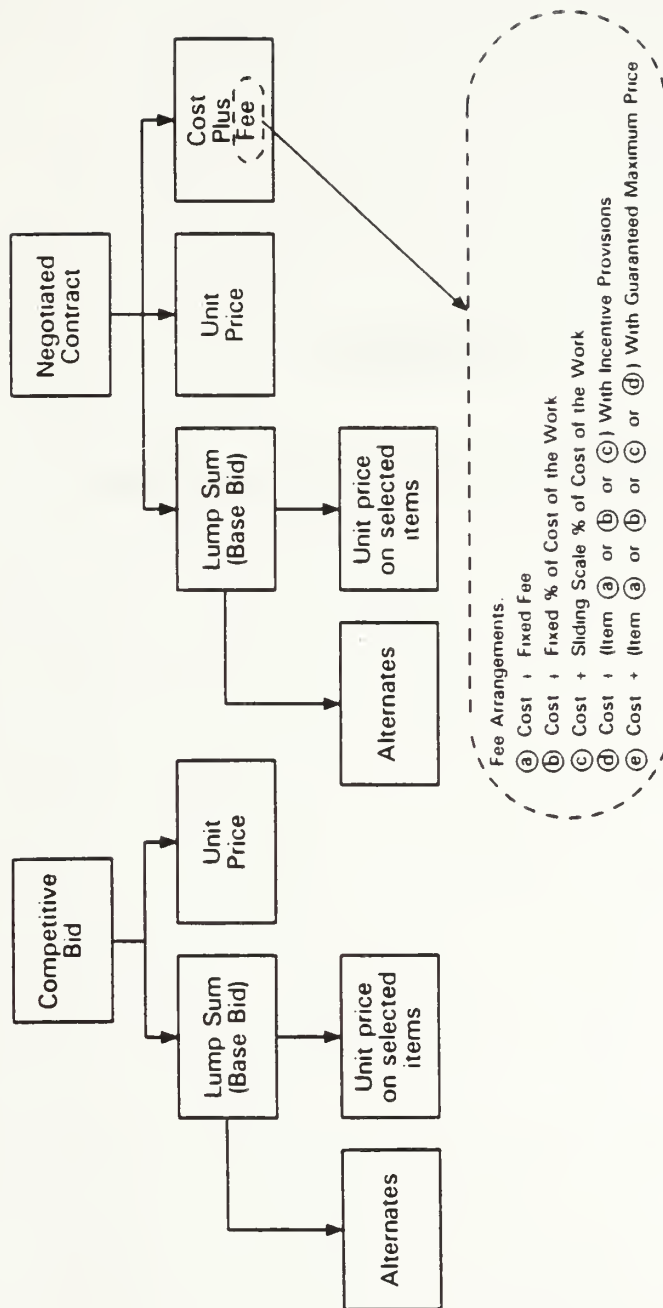 Competitive
Bid
Lump Sum
(Base Bid)
Unit
Price
Alternates
Unit price
on selected
items
Negotiated
Contract
Lump Sum
(Base Bid)
Unit
Price
Cost
Plus
Fee
Alternates
Unit price
on selected
items
Fee Arrangements.
ⓐ Cost + Fixed Fee
ⓑ Cost + Fixed % of Cost of the Work
ⓒ Cost + Sliding Scale % of Cost of the Work
ⓓ Cost + (Item ⓐ or ⓑ or ⓒ) With Incentive Provisions
ⓔ Cost + (Item ⓐ or ⓑ or ⓒ or ⓓ) With Guaranteed Maximum Price